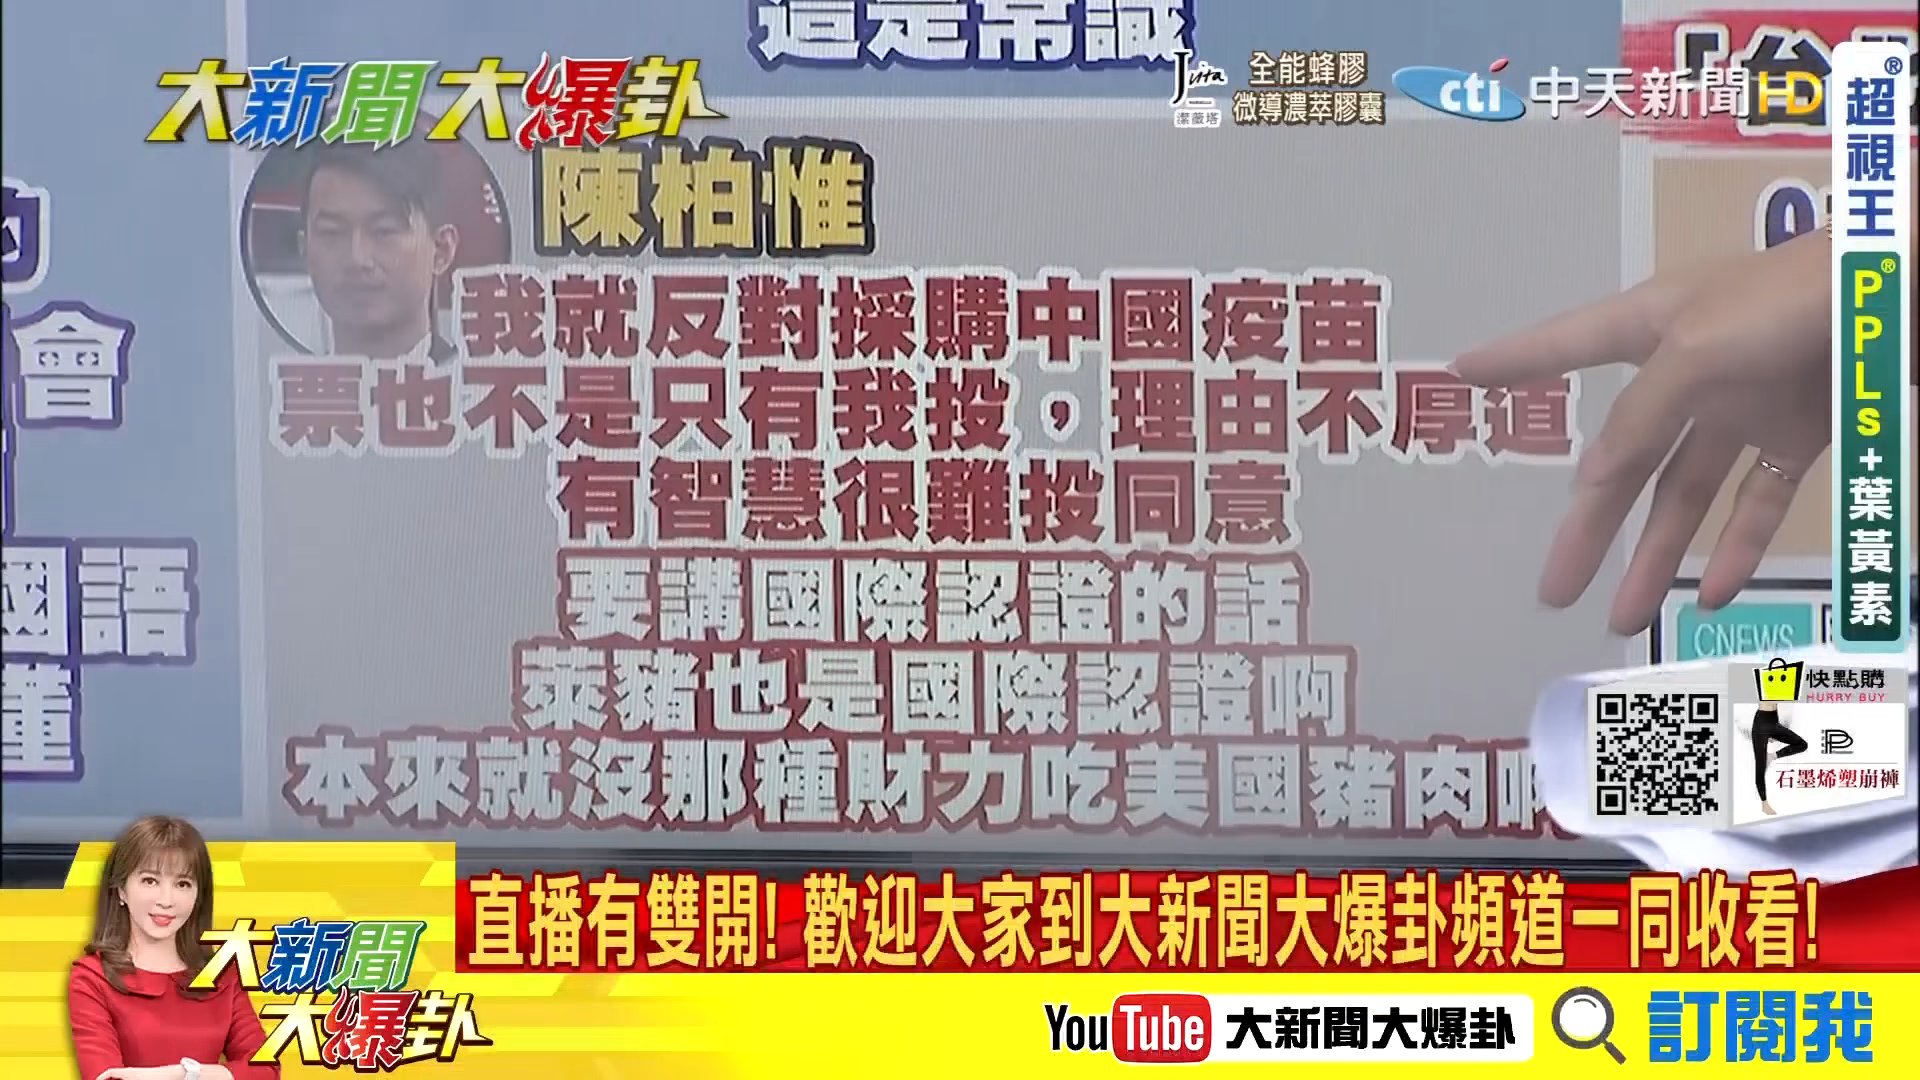 這是常識
大新聞大爆卦
Jvita
潔薇塔
全能蜂膠
微導濃萃膠囊
cti 中天新聞HD
超視王®
PPLs®+葉黃素
陳柏惟
我就反對採購中國疫苗
票也不是只有我投，理由不厚道
有智慧很難投同意
要講國際認證的話
萊豬也是國際認證啊
本來就沒那種財力吃美國豬肉啊
會
國語
CNEWS
快點購
HURRY BUY
石墨烯塑崩褲
直播有雙開! 歡迎大家到大新聞大爆卦頻道一同收看!
大新聞
大爆卦
YouTube 大新聞大爆卦
訂閱我